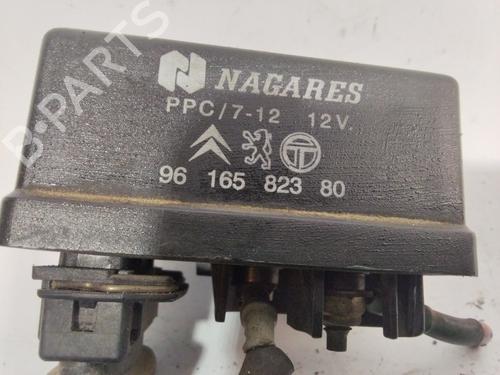 NAGARES
PPC/7-12 12V.
96 165 823 80
B-PARTS